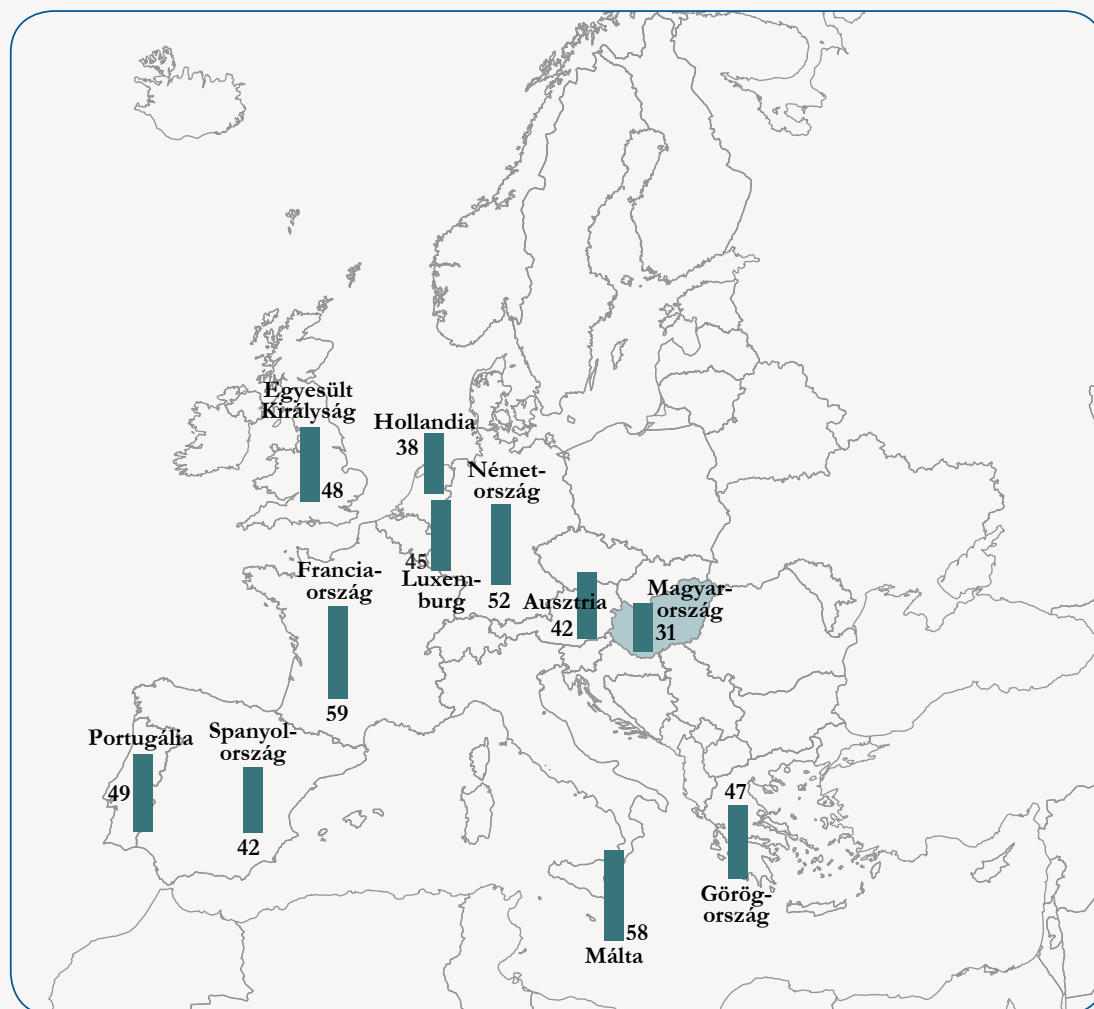 Egyesült
Királyság
48
Hollandia
38
Német-
ország
52
45
Luxem-
burg
Francia-
ország
59
Ausztria
42
Magyar-
ország
31
Portugália
49
Spanyol-
ország
42
47
Görög-
ország
58
Málta